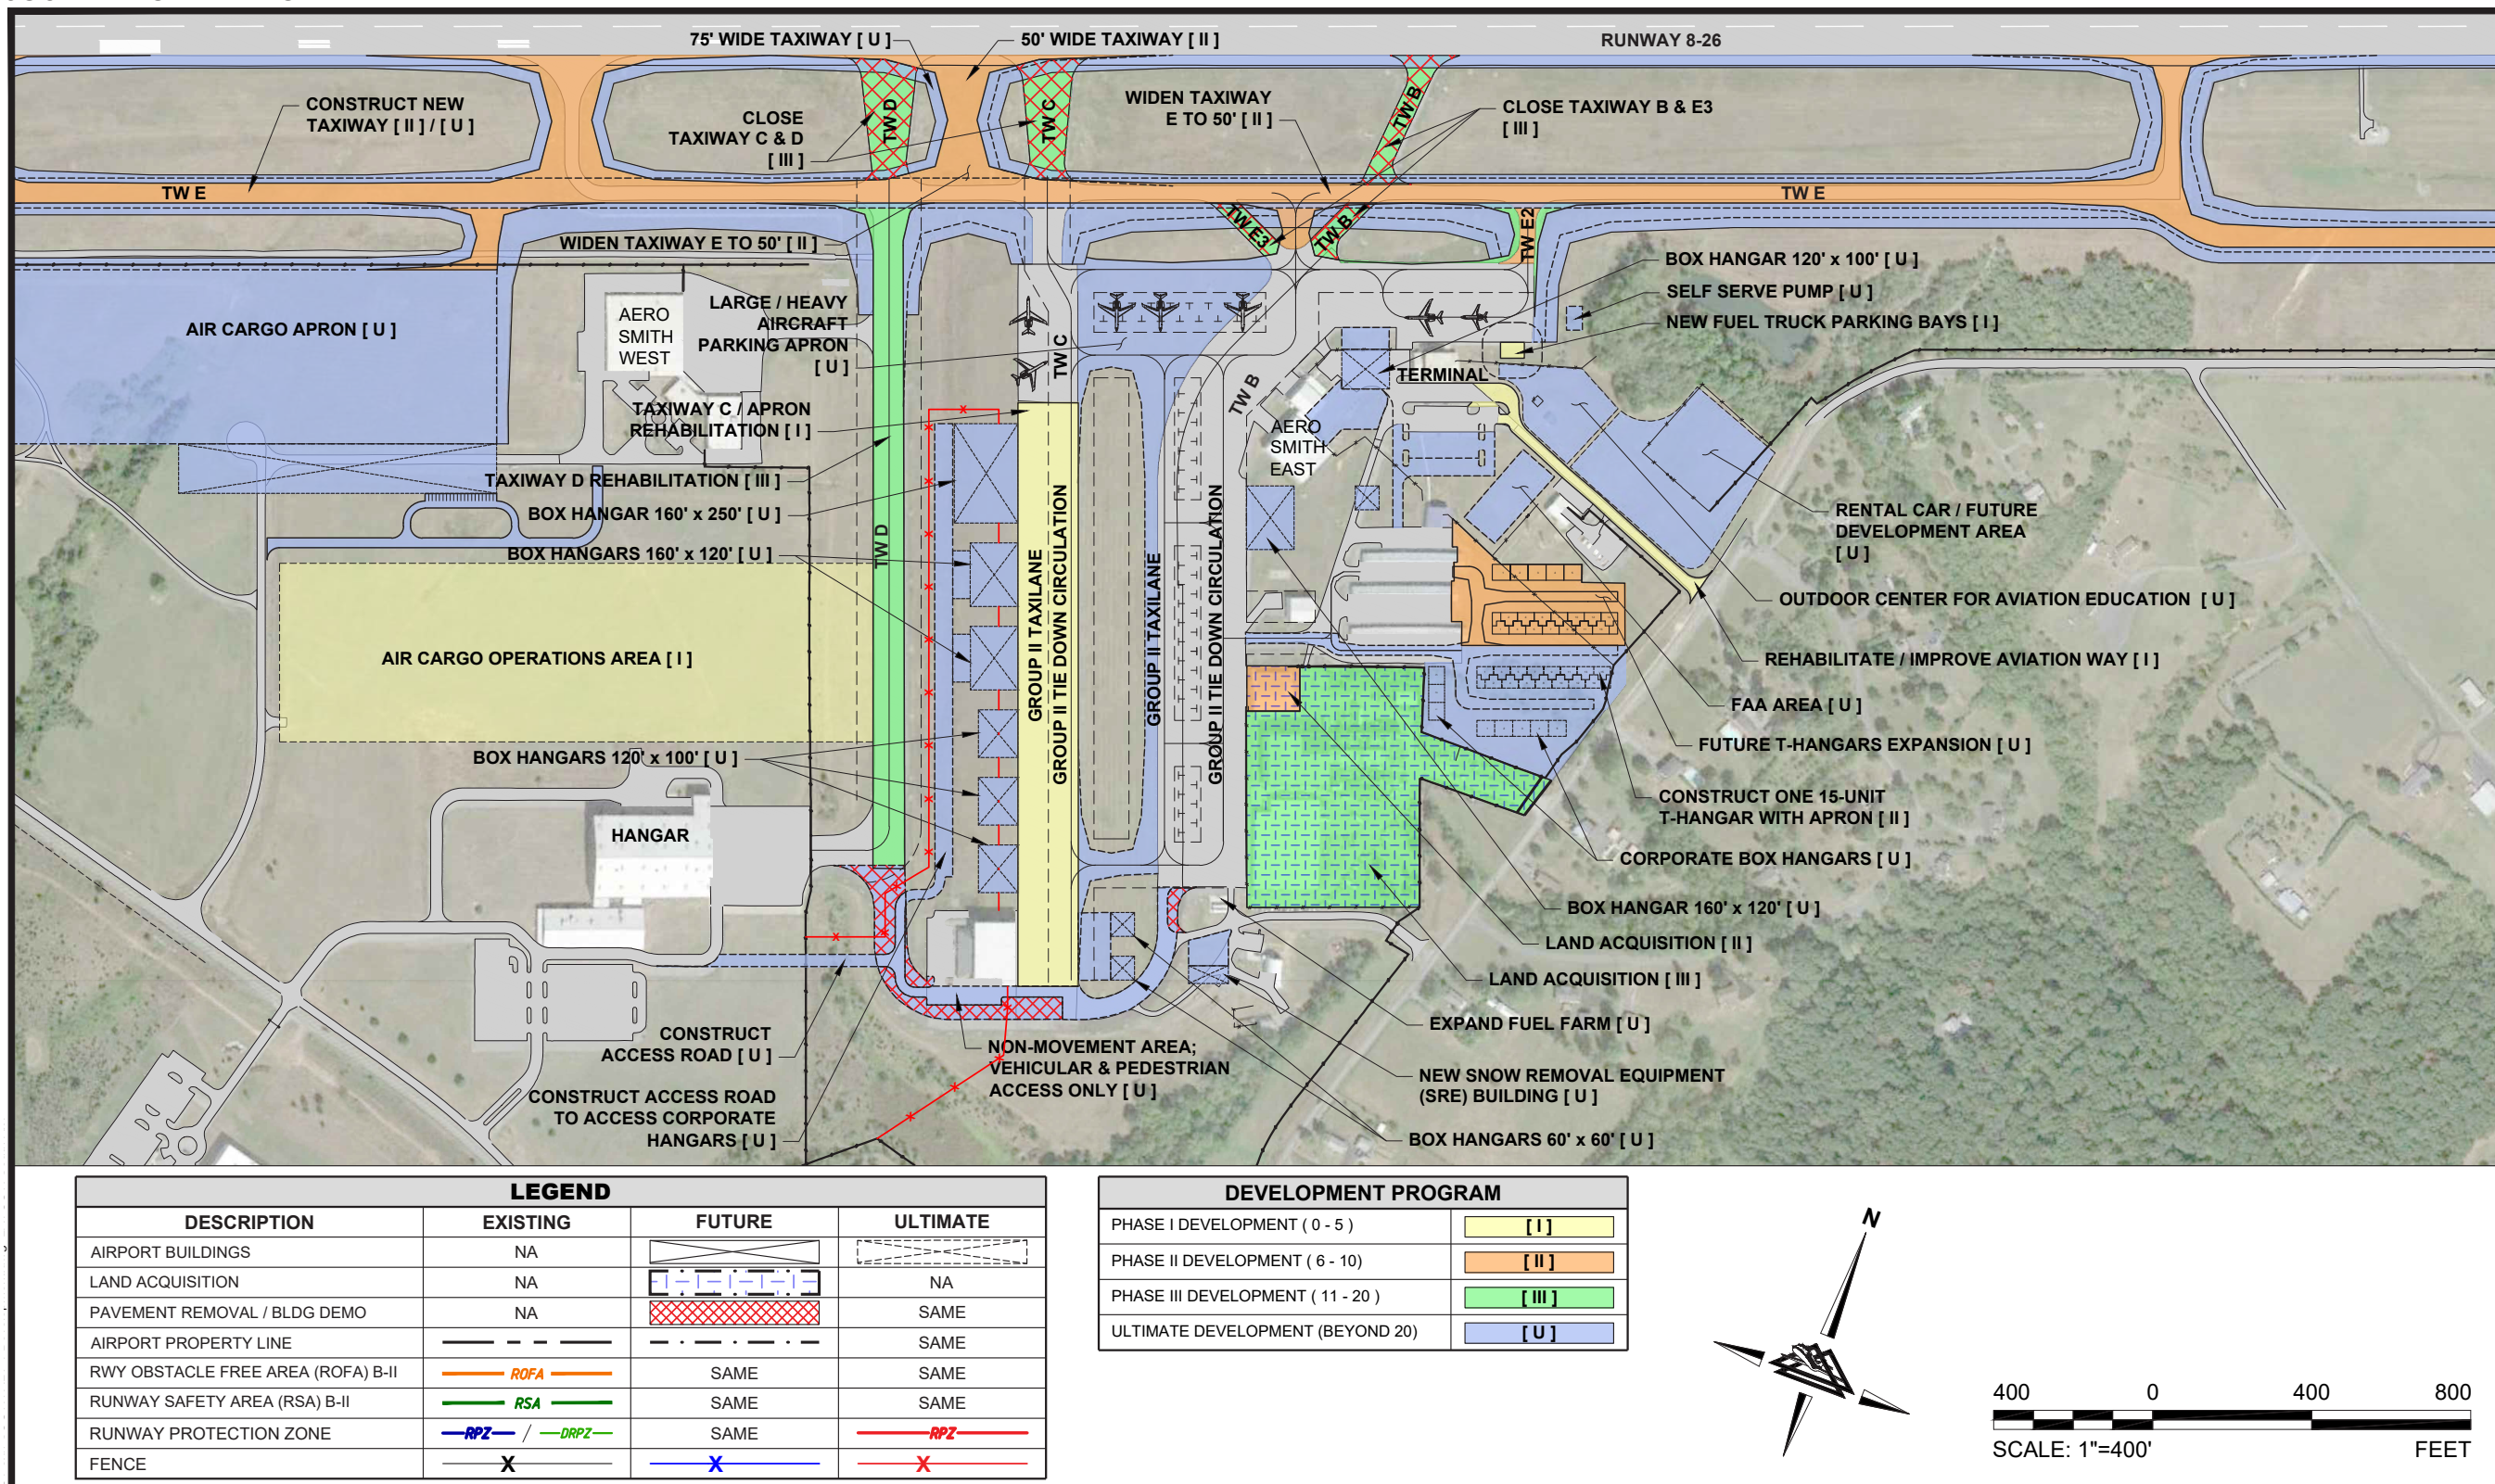 75' WIDE TAXIWAY [ U ]
50' WIDE TAXIWAY [ II ]
RUNWAY 8-26
CONSTRUCT NEW
TAXIWAY [ II ] / [ U ]
CLOSE
TAXIWAY C & D
[ III ]
TW D
TW C
WIDEN TAXIWAY
E TO 50' [ II ]
TW B
CLOSE TAXIWAY B & E3
[ III ]
TW E
TW E
WIDEN TAXIWAY E TO 50' [ II ]
TW E3
TW B
TW E2
BOX HANGAR 120' x 100' [ U ]
SELF SERVE PUMP [ U ]
NEW FUEL TRUCK PARKING BAYS [ I ]
AIR CARGO APRON [ U ]
AERO
SMITH
WEST
LARGE / HEAVY
AIRCRAFT
PARKING APRON
[ U ]
TW C
TW B
TERMINAL
TAXIWAY C / APRON
REHABILITATION [ I ]
AERO
SMITH
EAST
TAXIWAY D REHABILITATION [ III ]
BOX HANGAR 160' x 250' [ U ]
BOX HANGARS 160' x 120' [ U ]
TW D
GROUP II TAXILANE
GROUP II TIE DOWN CIRCULATION
GROUP II TAXILANE
GROUP II TIE DOWN CIRCULATION
RENTAL CAR / FUTURE
DEVELOPMENT AREA
[ U ]
OUTDOOR CENTER FOR AVIATION EDUCATION [ U ]
AIR CARGO OPERATIONS AREA [ I ]
REHABILITATE / IMPROVE AVIATION WAY [ I ]
FAA AREA [ U ]
FUTURE T-HANGARS EXPANSION [ U ]
BOX HANGARS 120' x 100' [ U ]
CONSTRUCT ONE 15-UNIT
T-HANGAR WITH APRON [ II ]
HANGAR
CORPORATE BOX HANGARS [ U ]
BOX HANGAR 160' x 120' [ U ]
LAND ACQUISITION [ II ]
LAND ACQUISITION [ III ]
EXPAND FUEL FARM [ U ]
CONSTRUCT
ACCESS ROAD [ U ]
NON-MOVEMENT AREA;
VEHICULAR & PEDESTRIAN
ACCESS ONLY [ U ]
NEW SNOW REMOVAL EQUIPMENT
(SRE) BUILDING [ U ]
CONSTRUCT ACCESS ROAD
TO ACCESS CORPORATE
HANGARS [ U ]
BOX HANGARS 60' x 60' [ U ]
LEGEND
DESCRIPTION EXISTING FUTURE ULTIMATE
AIRPORT BUILDINGS NA
LAND ACQUISITION NA NA
PAVEMENT REMOVAL / BLDG DEMO NA SAME
AIRPORT PROPERTY LINE SAME
RWY OBSTACLE FREE AREA (ROFA) B-II ROFA SAME SAME
RUNWAY SAFETY AREA (RSA) B-II RSA SAME SAME
RUNWAY PROTECTION ZONE RPZ / DRPZ SAME RPZ
FENCE X X X
DEVELOPMENT PROGRAM
PHASE I DEVELOPMENT ( 0 - 5 ) [ I ]
PHASE II DEVELOPMENT ( 6 - 10) [ II ]
PHASE III DEVELOPMENT ( 11 - 20 ) [ III ]
ULTIMATE DEVELOPMENT (BEYOND 20) [ U ]
N
400 0 400 800
SCALE: 1"=400' FEET